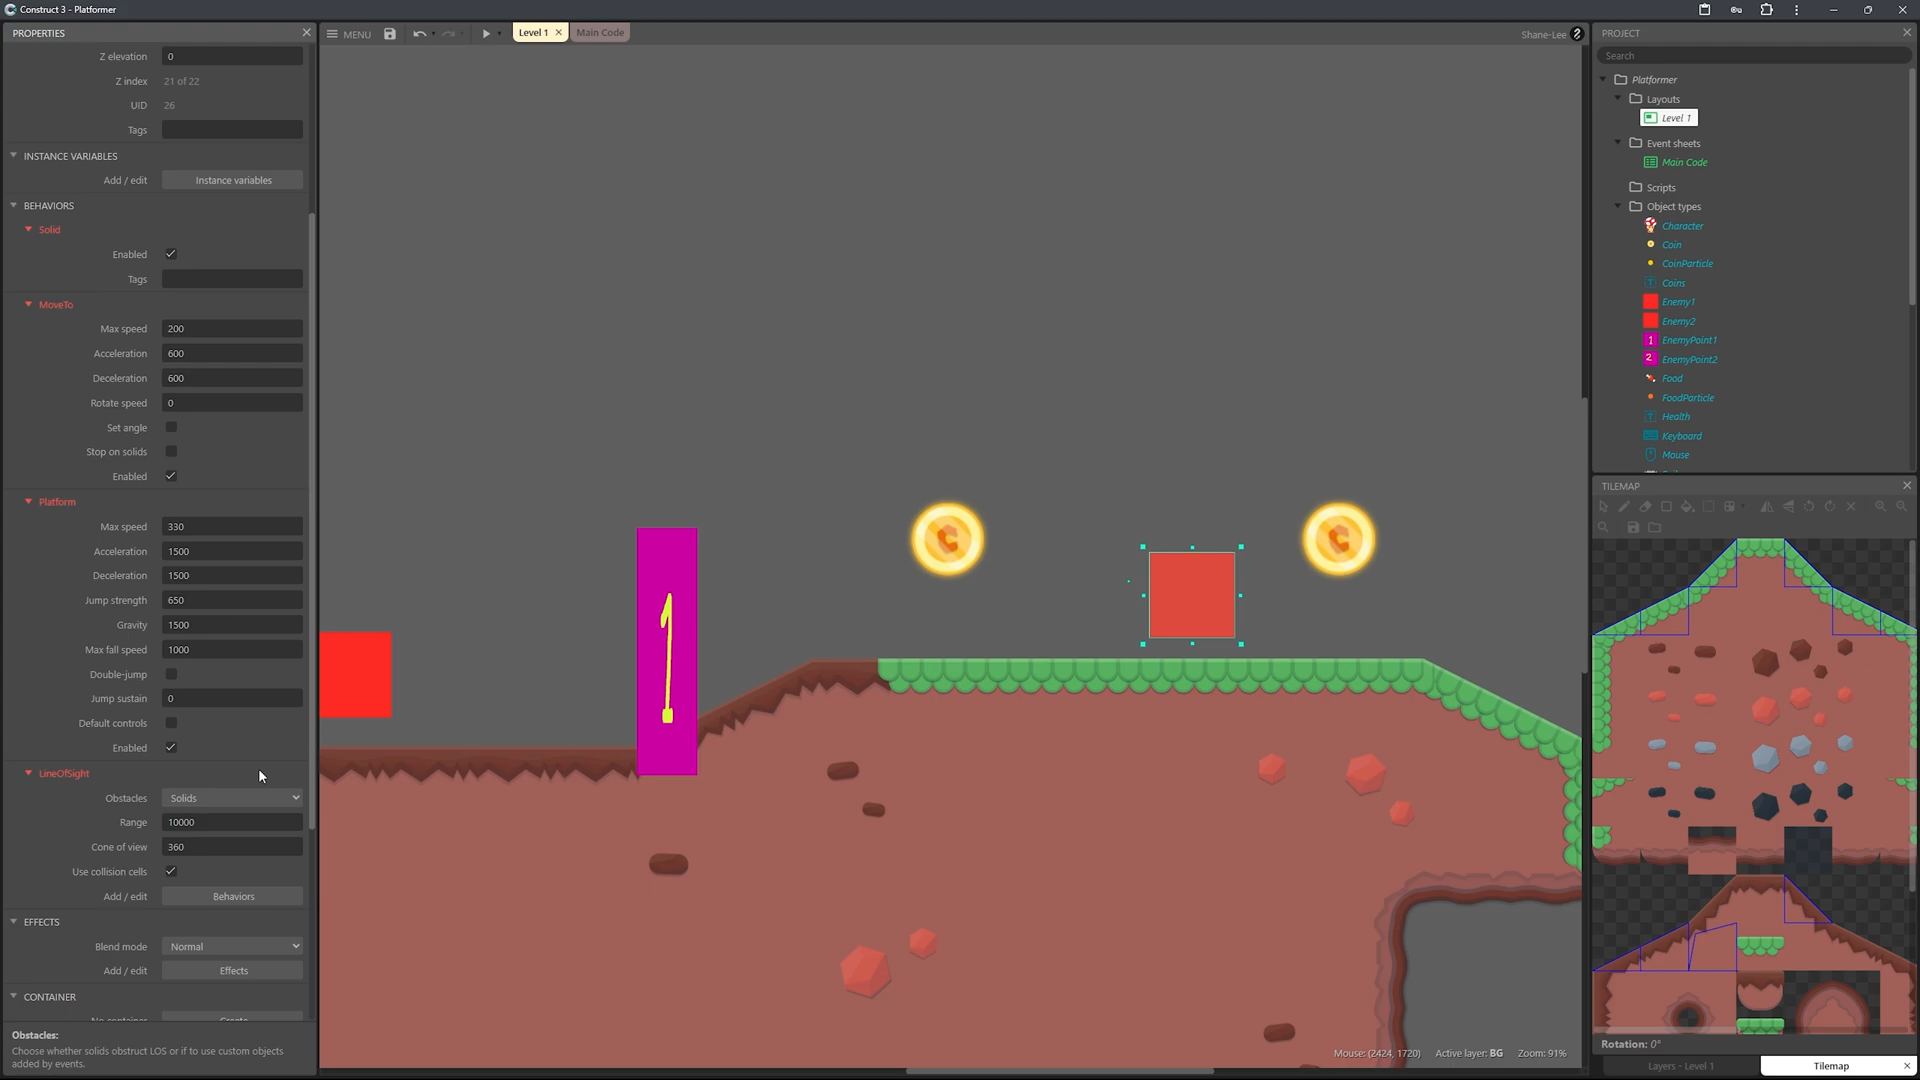 Construct 3 - Platformer
PROPERTIES
Z elevation 0
Z index 21 of 22
UID 26
Tags
INSTANCE VARIABLES
Add / edit Instance variables
BEHAVIORS
Solid
Enabled
Tags
MoveTo
Max speed 200
Acceleration 600
Deceleration 600
Rotate speed 0
Set angle
Stop on solids
Enabled
Platform
Max speed 330
Acceleration 1500
Deceleration 1500
Jump strength 650
Gravity 1500
Max fall speed 1000
Double-jump
Jump sustain 0
Default controls
Enabled
LineOfSight
Obstacles Solids
Range 10000
Cone of view 360
Use collision cells
Add / edit Behaviors
EFFECTS
Blend mode Normal
Add / edit Effects
CONTAINER
No container Create
Obstacles:
Choose whether solids obstruct LOS or if to use custom objects
added by events.
MENU
Level 1
Main Code
Shane-Lee
1
Mouse: (2424, 1720) Active layer: BG Zoom: 91%
PROJECT
Search
Platformer
Layouts
Level 1
Event sheets
Main Code
Scripts
Object types
Character
Coin
CoinParticle
Coins
Enemy1
Enemy2
1 EnemyPoint1
2 EnemyPoint2
Food
FoodParticle
Health
Keyboard
Mouse
TILEMAP
Rotation: 0°
Layers - Level 1
Tilemap